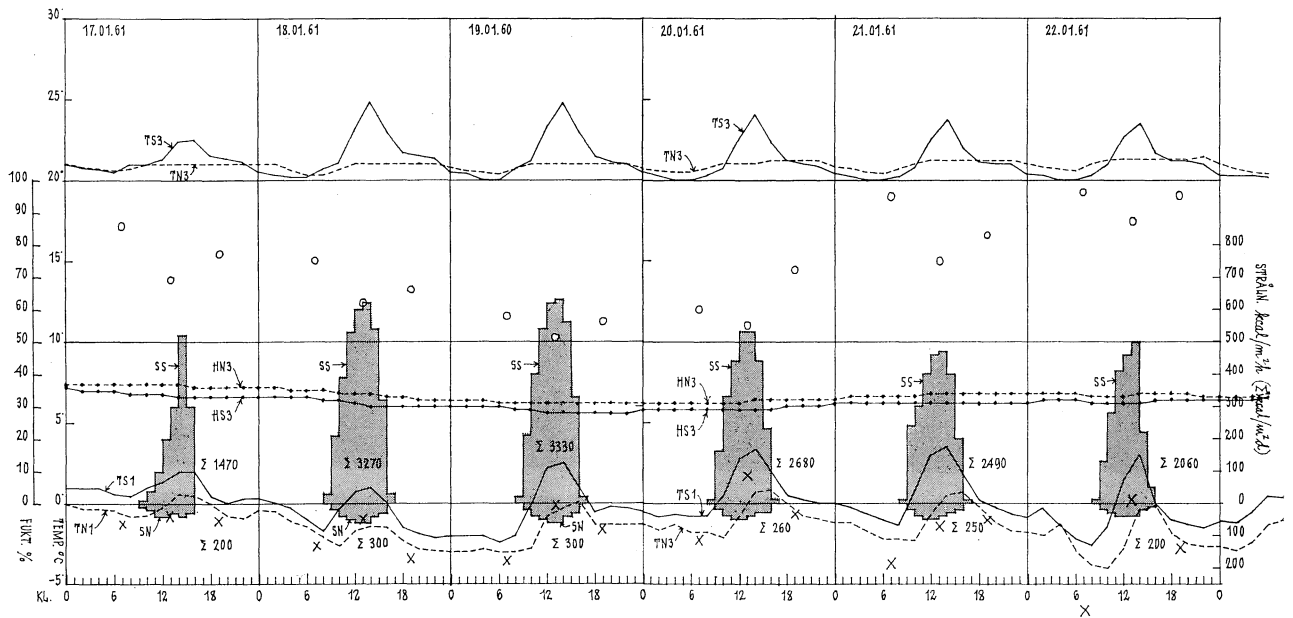 30°
17.01.61 18.01.61 19.01.60 20.01.61 21.01.61 22.01.61
25°
TS3 TS3 TN3
TN3
100 20°
90
80 15° 800
70 700
60 600
50 10° 500
SS HN3 SS SS SS HN3 SS SS
40 400
HS3 HS3
30 5° 300
20 200
Σ 1470 Σ 3270 Σ 3330 Σ 2680 Σ 2490 Σ 2060
10 100
TS1 TS1
0 0° 0
TN1 SN SN SN TN3
Σ 200 Σ 300 Σ 300 Σ 260 Σ 250 Σ 200
100
-5° 200
FUKT. % TEMP. °C
STRÅLN. kcal/m²h (Σ kcal/m²d)
KL. 0 6 12 18 0 6 12 18 0 6 12 18 0 6 12 18 0 6 12 18 0 6 12 18 0